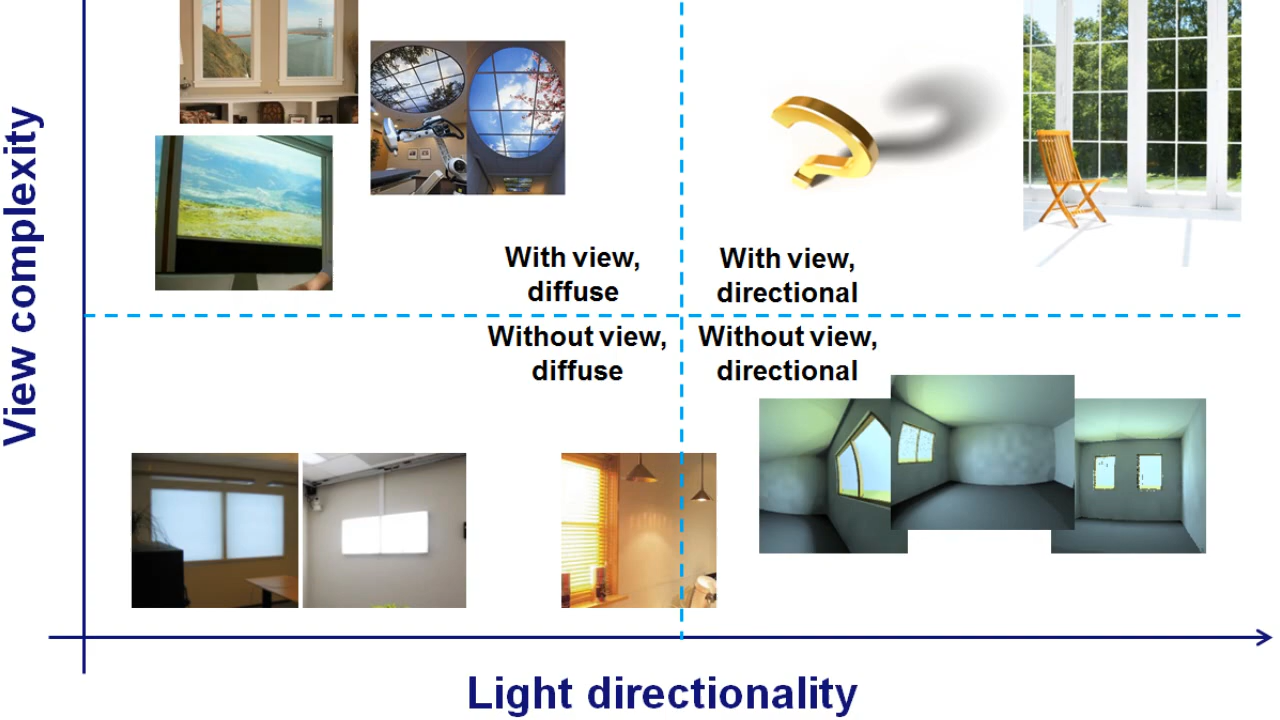 View complexity
With view,
diffuse
With view,
directional
Without view,
diffuse
Without view,
directional
Light directionality